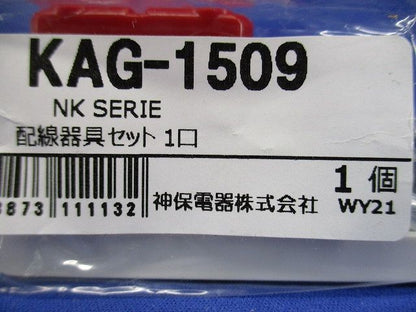 KAG-1509
NK SERIE
配線器具セット 1口
1個
873 111132
神保電器株式会社
WY21